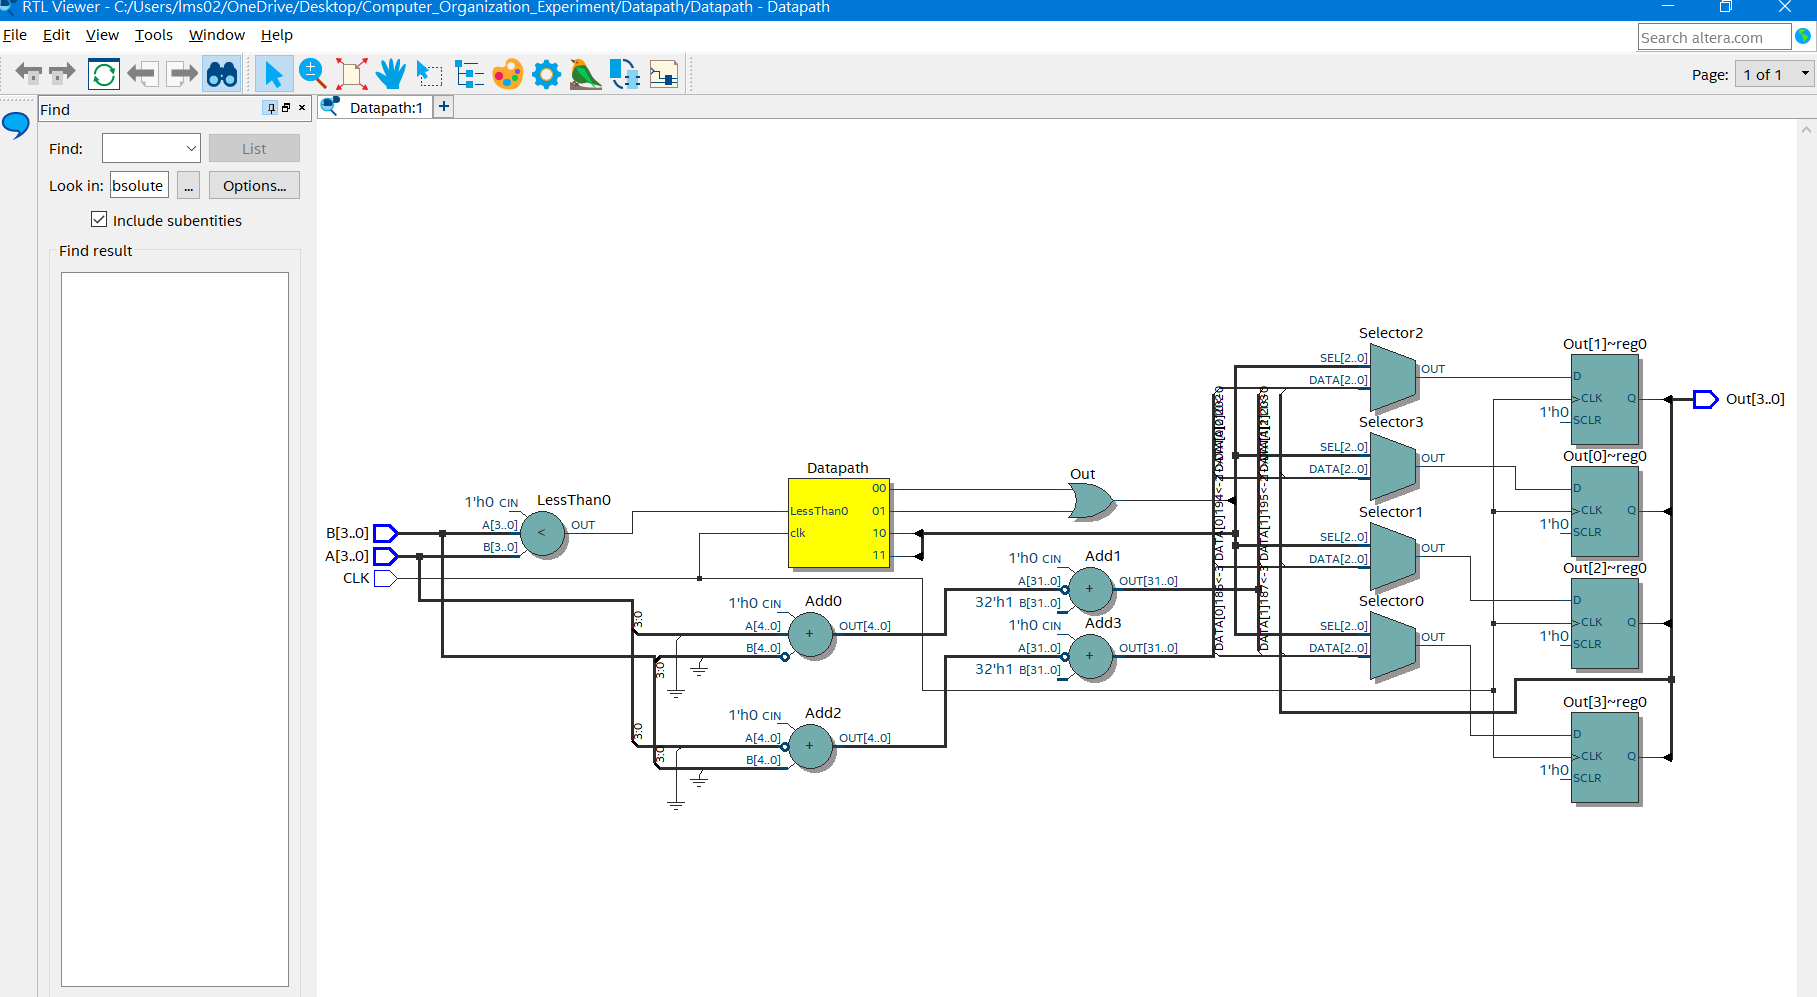 RTL Viewer - C:/Users/lms02/OneDrive/Desktop/Computer_Organization_Experiment/Datapath/Datapath - Datapath
File Edit View Tools Window Help
Search altera.com
Page: 1 of 1
Find
Datapath:1
Find:
List
Look in: bsolute ... Options...
Include subentities
Find result
B[3..0]
A[3..0]
CLK
1'h0 CIN
LessThan0
A[3..0]
B[3..0]
<
OUT
Datapath
LessThan0
clk
00
01
10
11
Out
3:0
3:0
3:0
3:0
1'h0 CIN
Add0
A[4..0]
B[4..0]
+
OUT[4..0]
1'h0 CIN
Add2
A[4..0]
B[4..0]
+
OUT[4..0]
1'h0 CIN
Add1
A[31..0]
32'h1 B[31..0]
+
OUT[31..0]
1'h0 CIN
Add3
A[31..0]
32'h1 B[31..0]
+
OUT[31..0]
Selector2
SEL[2..0]
DATA[2..0]
OUT
Selector3
SEL[2..0]
DATA[2..0]
OUT
Selector1
SEL[2..0]
DATA[2..0]
OUT
Selector0
SEL[2..0]
DATA[2..0]
OUT
Out[1]~reg0
D
CLK
1'h0 SCLR
Q
Out[0]~reg0
D
CLK
1'h0 SCLR
Q
Out[2]~reg0
D
CLK
1'h0 SCLR
Q
Out[3]~reg0
D
CLK
1'h0 SCLR
Q
Out[3..0]